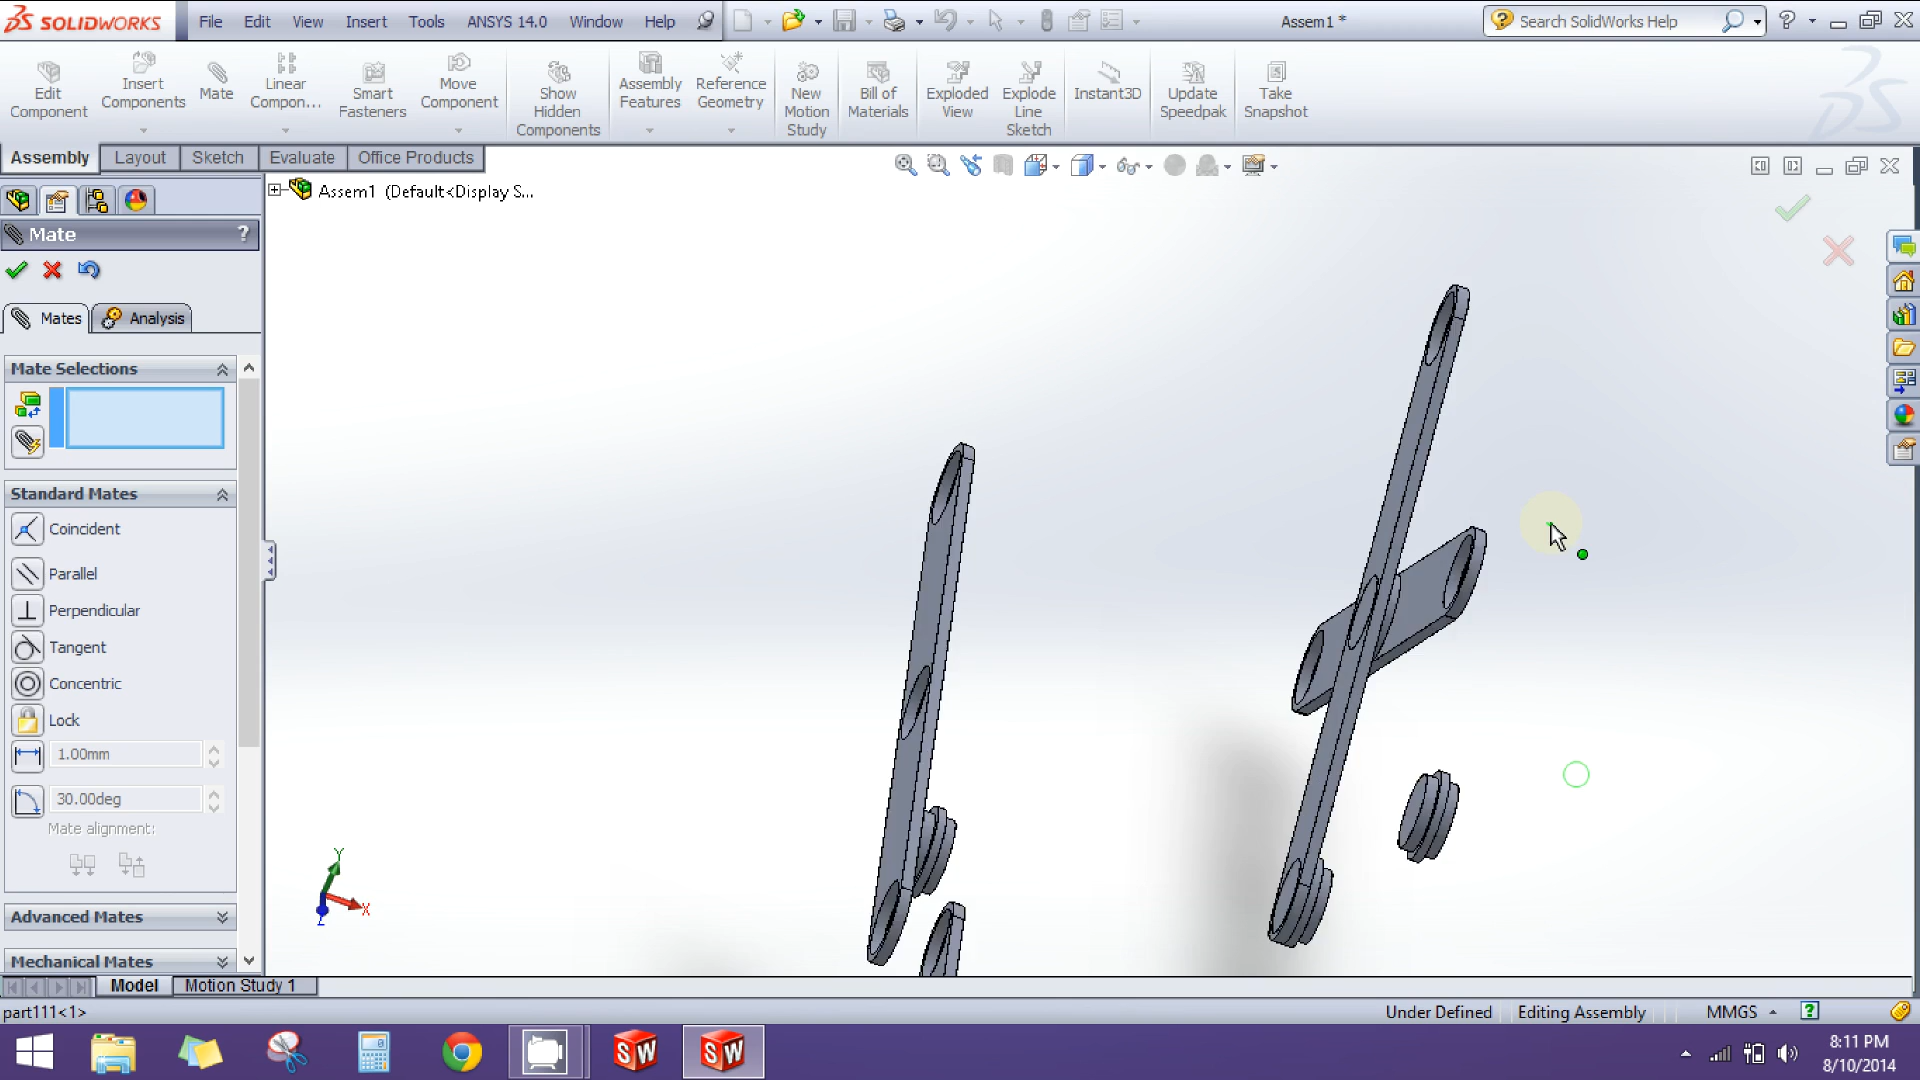 SOLIDWORKS File Edit View Insert Tools ANSYS 14.0 Window Help Assem1 * Search SolidWorks Help ?
Edit Component
Insert Components
Mate
Linear Compon...
Smart Fasteners
Move Component
Show Hidden Components
Assembly Features
Reference Geometry
New Motion Study
Bill of Materials
Exploded View
Explode Line Sketch
Instant3D
Update Speedpak
Take Snapshot
Assembly Layout Sketch Evaluate Office Products
Assem1 (Default<Display S...
Mate ?
Mates Analysis
Mate Selections
Standard Mates
Coincident
Parallel
Perpendicular
Tangent
Concentric
Lock
1.00mm
30.00deg
Mate alignment:
Y
X
Z
Advanced Mates
Mechanical Mates
Model Motion Study 1
part111<1> Under Defined Editing Assembly MMGS ?
SW SW
8:11 PM
8/10/2014